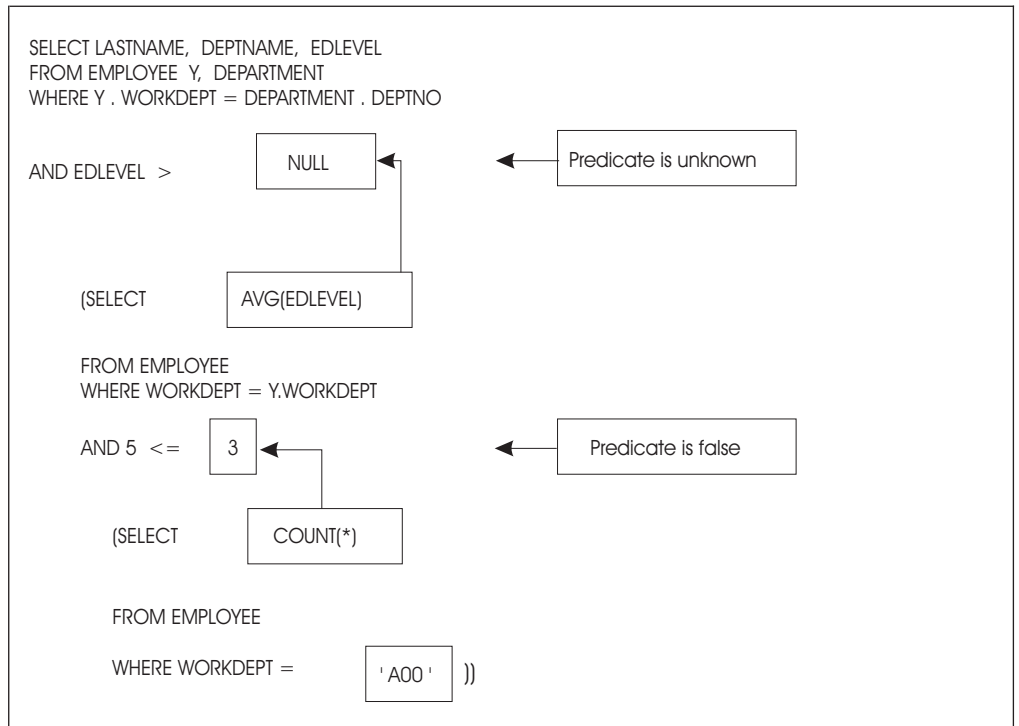 SELECT LASTNAME, DEPTNAME, EDLEVEL
FROM EMPLOYEE Y, DEPARTMENT
WHERE Y . WORKDEPT = DEPARTMENT . DEPTNO
AND EDLEVEL > NULL Predicate is unknown
(SELECT AVG(EDLEVEL)
FROM EMPLOYEE
WHERE WORKDEPT = Y.WORKDEPT
AND 5 <= 3 Predicate is false
(SELECT COUNT(*)
FROM EMPLOYEE
WHERE WORKDEPT = ' A00 ' ))